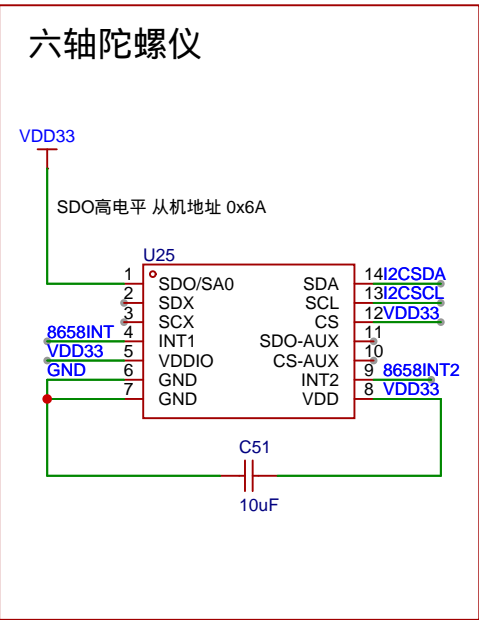 六轴陀螺仪
VDD33
SDO高电平 从机地址 0x6A
U25
1 SDO/SA0 SDA 14 I2CSDA
2 SDX SCL 13 I2CSCL
3 SCX CS 12 VDD33
8658INT 4 INT1 SDO-AUX 11
VDD33 5 VDDIO CS-AUX 10
GND 6 GND INT2 9 8658INT2
7 GND VDD 8 VDD33
C51
10uF